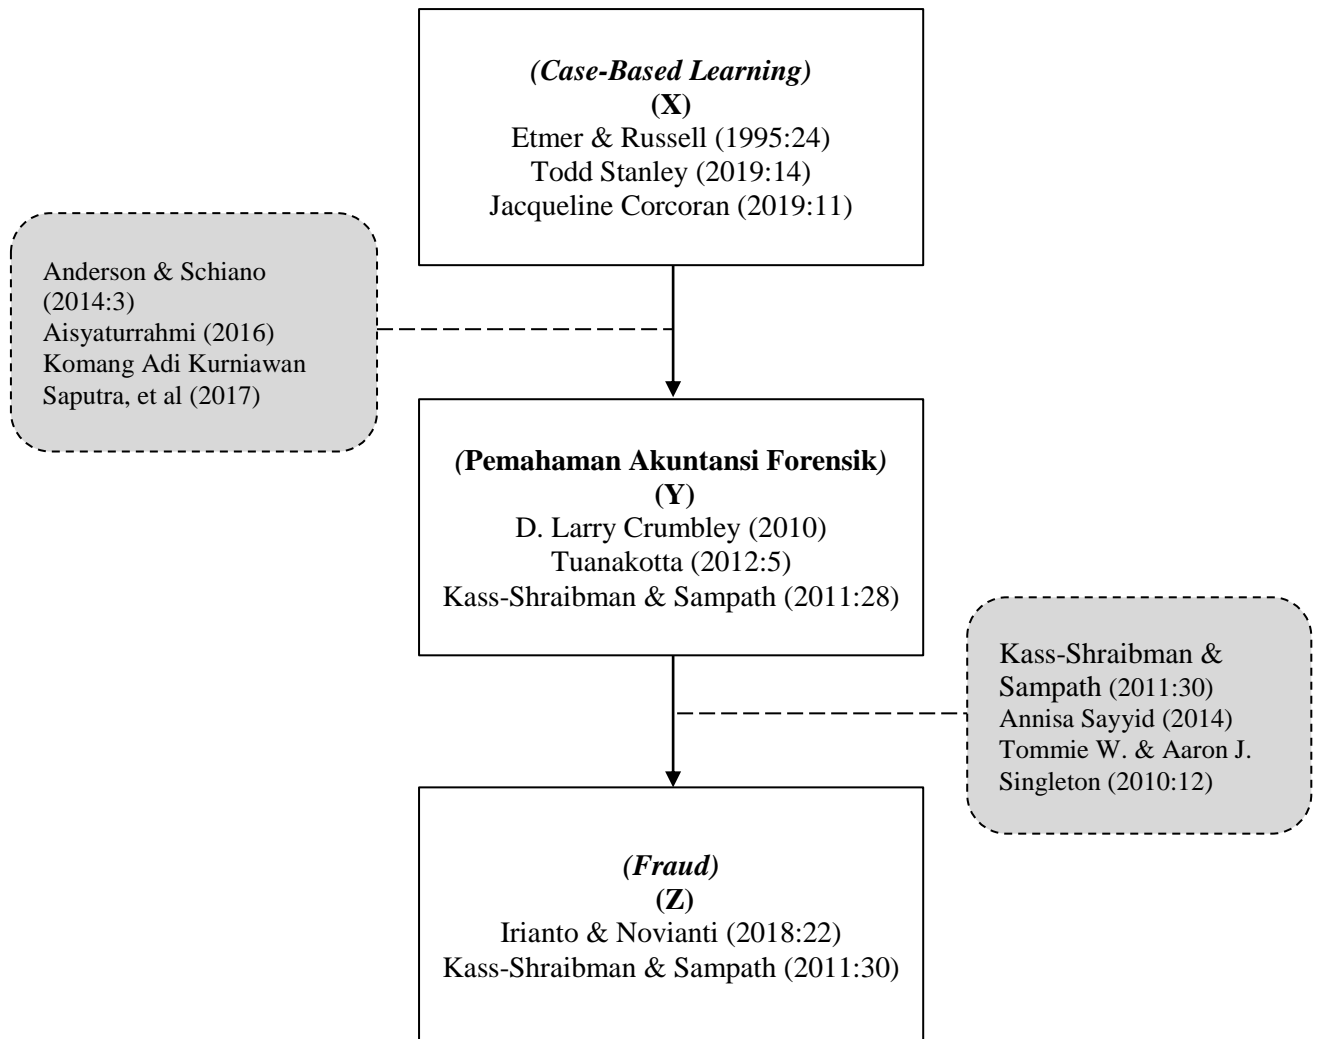 (Case-Based Learning)
(X)
Etmer & Russell (1995:24)
Todd Stanley (2019:14)
Jacqueline Corcoran (2019:11)
Anderson & Schiano
(2014:3)
Aisyaturrahmi (2016)
Komang Adi Kurniawan
Saputra, et al (2017)
(Pemahaman Akuntansi Forensik)
(Y)
D. Larry Crumbley (2010)
Tuanakotta (2012:5)
Kass-Shraibman & Sampath (2011:28)
Kass-Shraibman &
Sampath (2011:30)
Annisa Sayyid (2014)
Tommie W. & Aaron J.
Singleton (2010:12)
(Fraud)
(Z)
Irianto & Novianti (2018:22)
Kass-Shraibman & Sampath (2011:30)